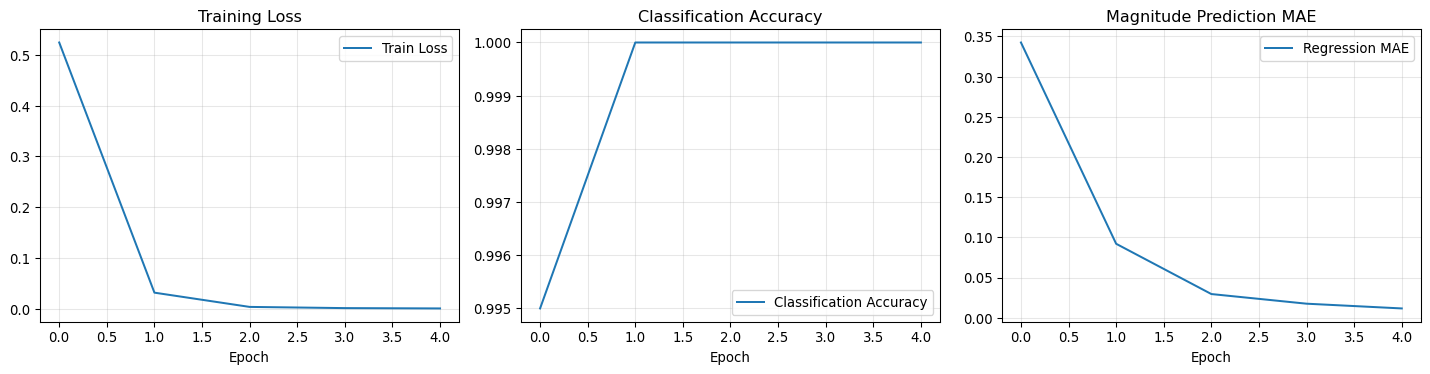 Training Loss
Train Loss
0.5
0.4
0.3
0.2
0.1
0.0
0.0 0.5 1.0 1.5 2.0 2.5 3.0 3.5 4.0
Epoch
Classification Accuracy
1.000
0.999
0.998
0.997
0.996
0.995
Classification Accuracy
0.0 0.5 1.0 1.5 2.0 2.5 3.0 3.5 4.0
Epoch
Magnitude Prediction MAE
Regression MAE
0.35
0.30
0.25
0.20
0.15
0.10
0.05
0.00
0.0 0.5 1.0 1.5 2.0 2.5 3.0 3.5 4.0
Epoch